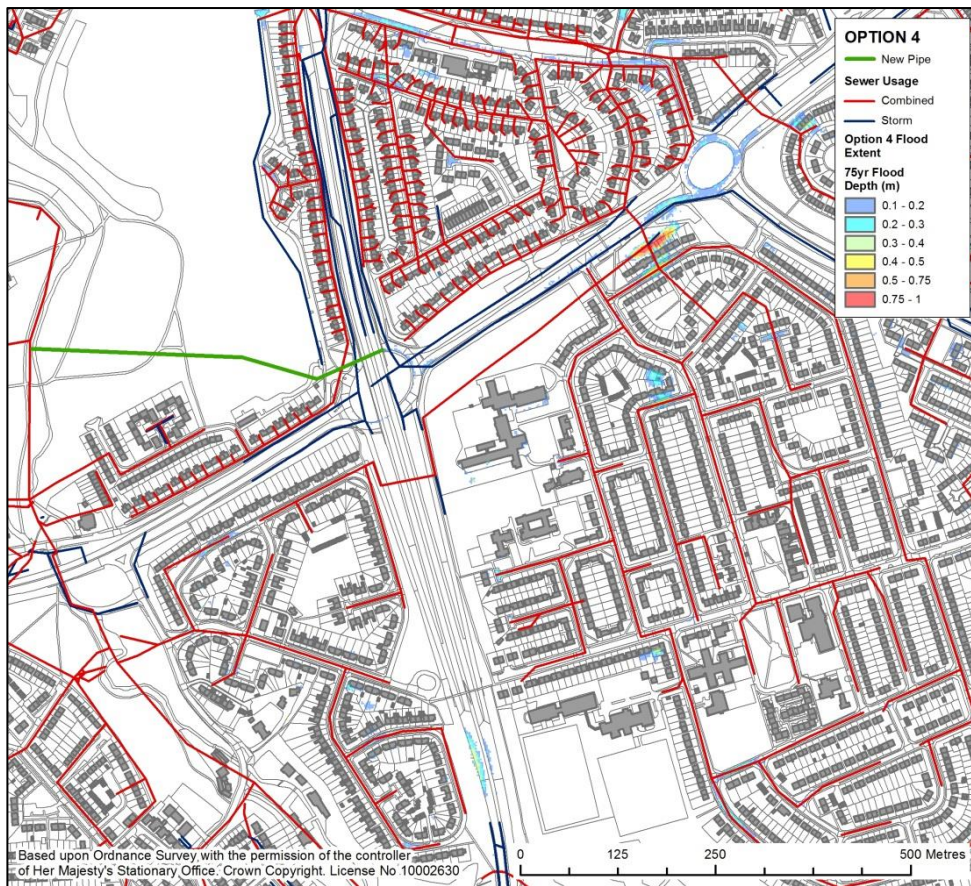 OPTION 4
New Pipe
Sewer Usage
Combined
Storm
Option 4 Flood
Extent
75yr Flood
Depth (m)
0.1 - 0.2
0.2 - 0.3
0.3 - 0.4
0.4 - 0.5
0.5 - 0.75
0.75 - 1
Based upon Ordnance Survey with the permission of the controller
of Her Majesty's Stationary Office. Crown Copyright. License No 10002630
0 125 250 500 Metres